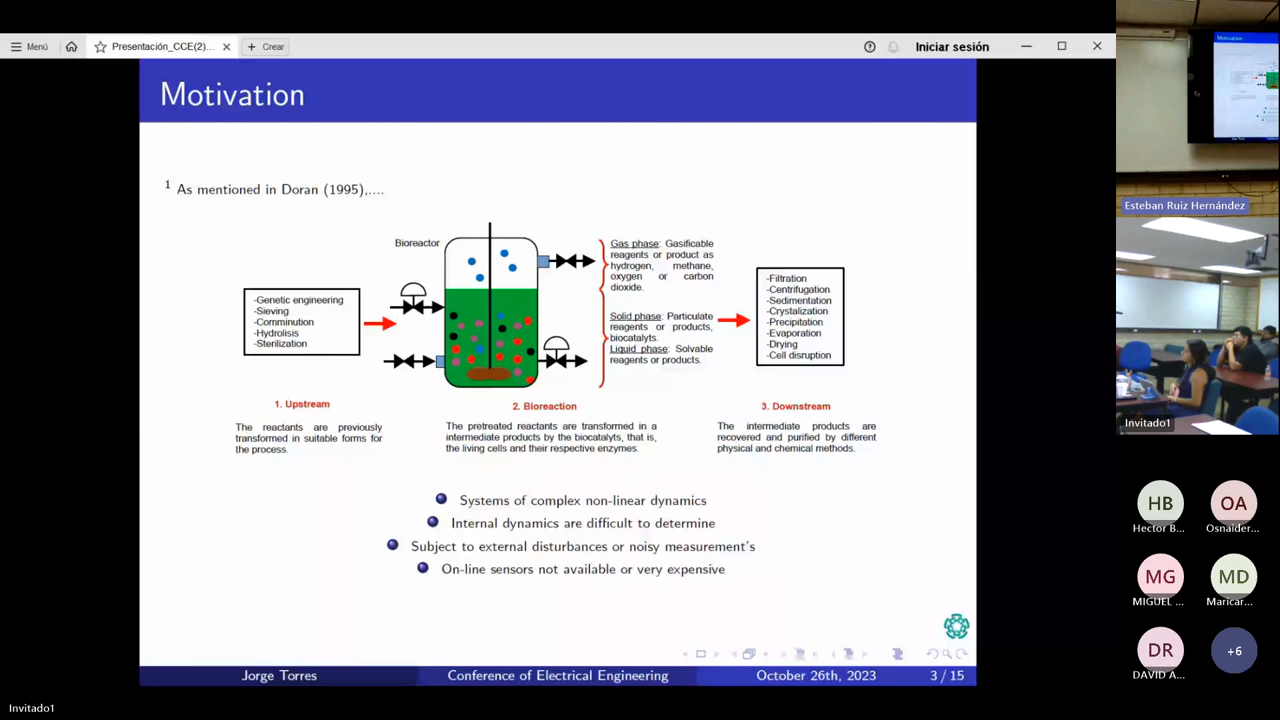 Menú
Presentación_CCE(2)...
Crear
Iniciar sesión
Motivation
1 As mentioned in Doran (1995),....
Bioreactor
-Genetic engineering
-Sieving
-Comminution
-Hydrolisis
-Sterilization
Gas phase: Gasificable
reagents or product as
hydrogen, methane,
oxygen or carbon
dioxide.
Solid phase: Particulate
reagents or products,
biocatalyts.
Liquid phase: Solvable
reagents or products.
-Filtration
-Centrifugation
-Sedimentation
-Crystalization
-Precipitation
-Evaporation
-Drying
-Cell disruption
1. Upstream
The reactants are previously
transformed in suitable forms for
the process.
2. Bioreaction
The pretreated reactants are transformed in a
intermediate products by the biocatalyts, that is,
the living cells and their respective enzymes.
3. Downstream
The intermediate products are
recovered and purified by different
physical and chemical methods.
Systems of complex non-linear dynamics
Internal dynamics are difficult to determine
Subject to external disturbances or noisy measurement's
On-line sensors not available or very expensive
Jorge Torres
Conference of Electrical Engineering
October 26th, 2023
3 / 15
Motivation
Esteban Ruiz Hernández
Invitado1
HB
Hector B...
OA
Osnaider...
MG
MIGUEL ...
MD
Maricar...
DR
DAVID A...
+6
Invitado1